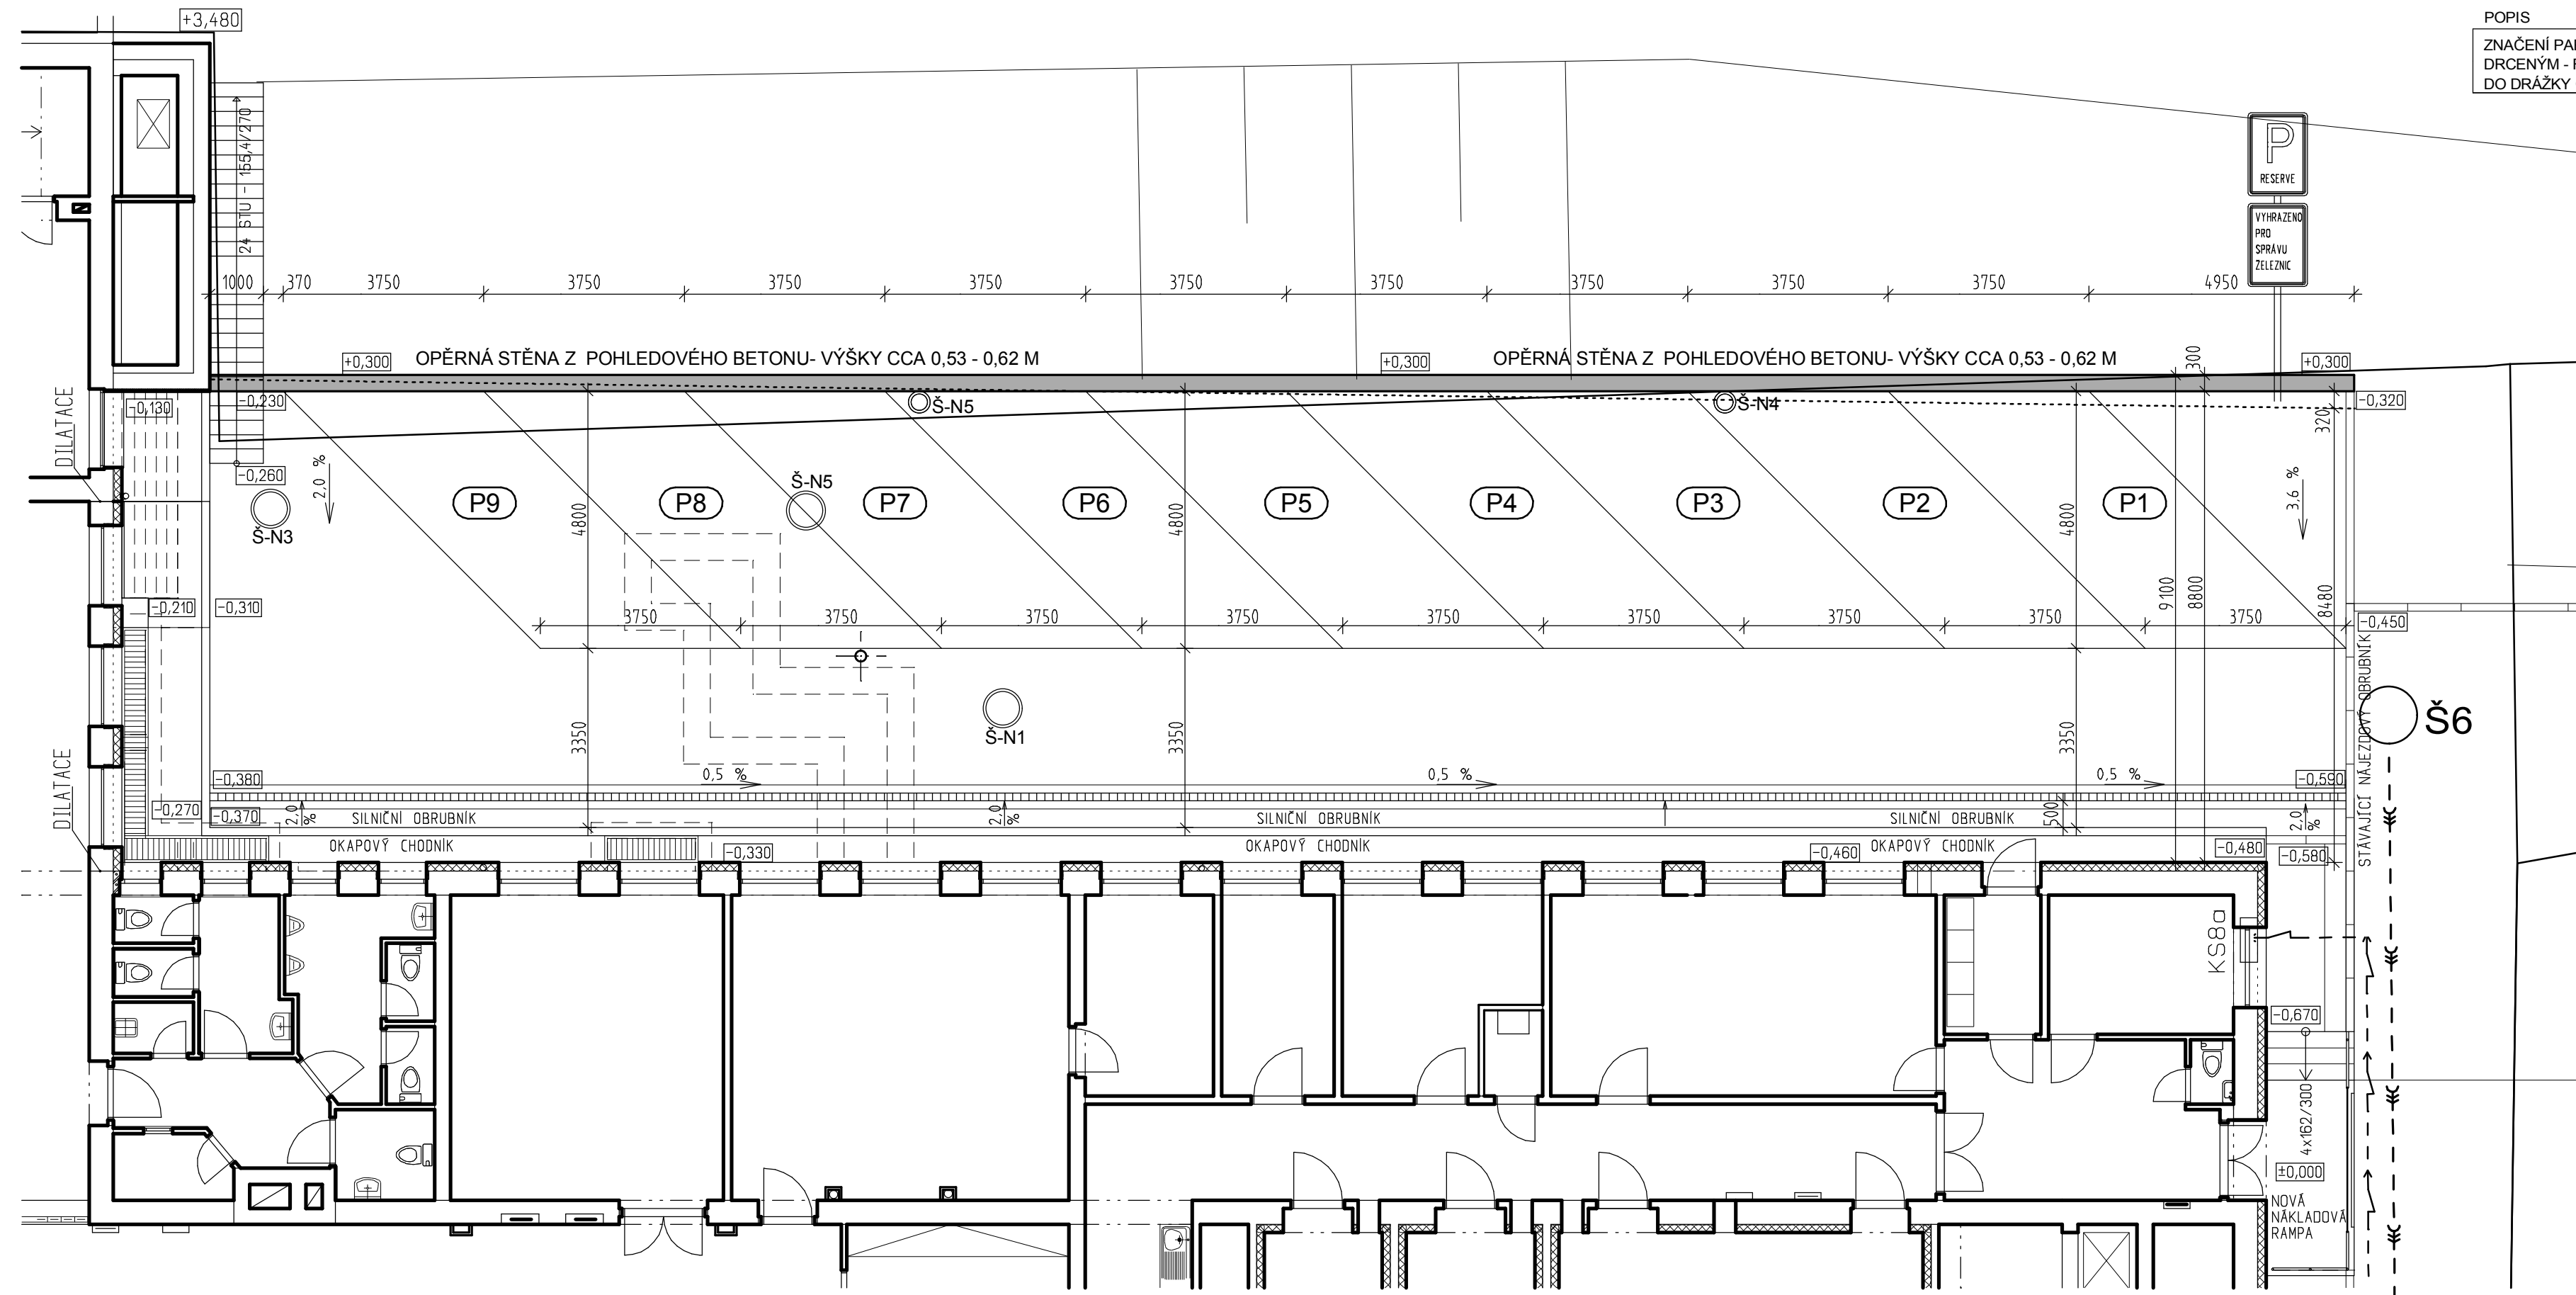 +3,480
POPIS
ZNAČENÍ
DRCENÝM -
DO DRÁŽKY
24 STU - 155,4/270
P
RESERVE
VYHRAZENO
PRO
SPRÁVU
ŽELEZNIC
1000 370 3750 3750 3750 3750 3750 3750 3750 3750 3750 4950
+0,300 OPĚRNÁ STĚNA Z POHLEDOVÉHO BETONU- VÝŠKY CCA 0,53 - 0,62 M +0,300 OPĚRNÁ STĚNA Z POHLEDOVÉHO BETONU- VÝŠKY CCA 0,53 - 0,62 M 300 +0,300
DILATACE
-0,130 -0,230 Š-N5 Š-N4 -0,320
320
-0,260 2,0 % Š-N5 3,6 %
P9 P8 P7 P6 P5 P4 P3 P2 P1
Š-N3 4800 4800 4800
-0,210 -0,310 9100 8800 8480
3750 3750 3750 3750 3750 3750 3750 3750 3750 -0,450
STÁVAJÍCÍ NÁJEZDOVÝ OBRUBNÍK
Š6
Š-N1
3350 3350 3350
DILATACE
-0,380 0,5 % 0,5 % 0,5 % -0,590
-0,270 -0,370 2,0 % SILNIČNÍ OBRUBNÍK 2,0 % SILNIČNÍ OBRUBNÍK SILNIČNÍ OBRUBNÍK 500 2,0 %
OKAPOVÝ CHODNÍK -0,330 OKAPOVÝ CHODNÍK -0,460 OKAPOVÝ CHODNÍK -0,480 -0,580
KS8a
-0,670
4x162/300
±0,000
NOVÁ
NÁKLADOVÁ
RAMPA